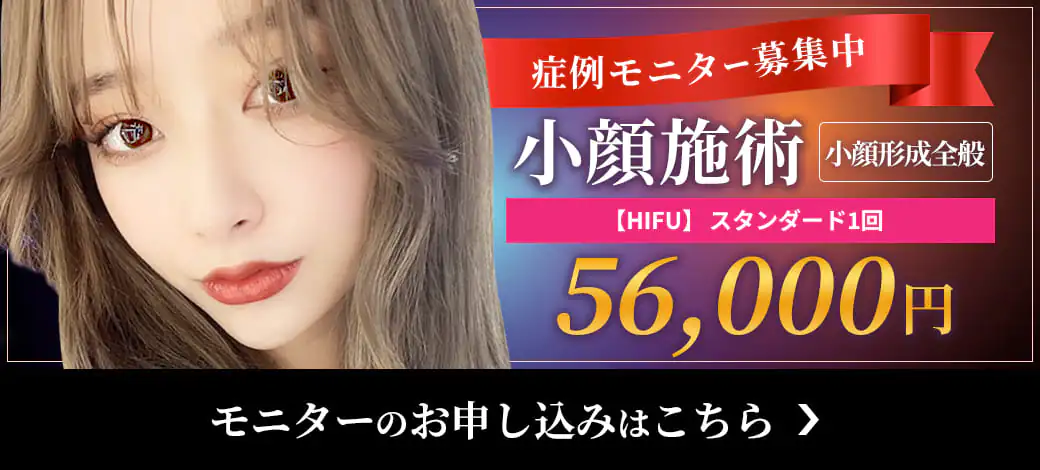 症例モニター募集中
小顔施術
小顔形成全般
【HIFU】 スタンダード1回
56,000円
モニターのお申し込みはこちら ❯